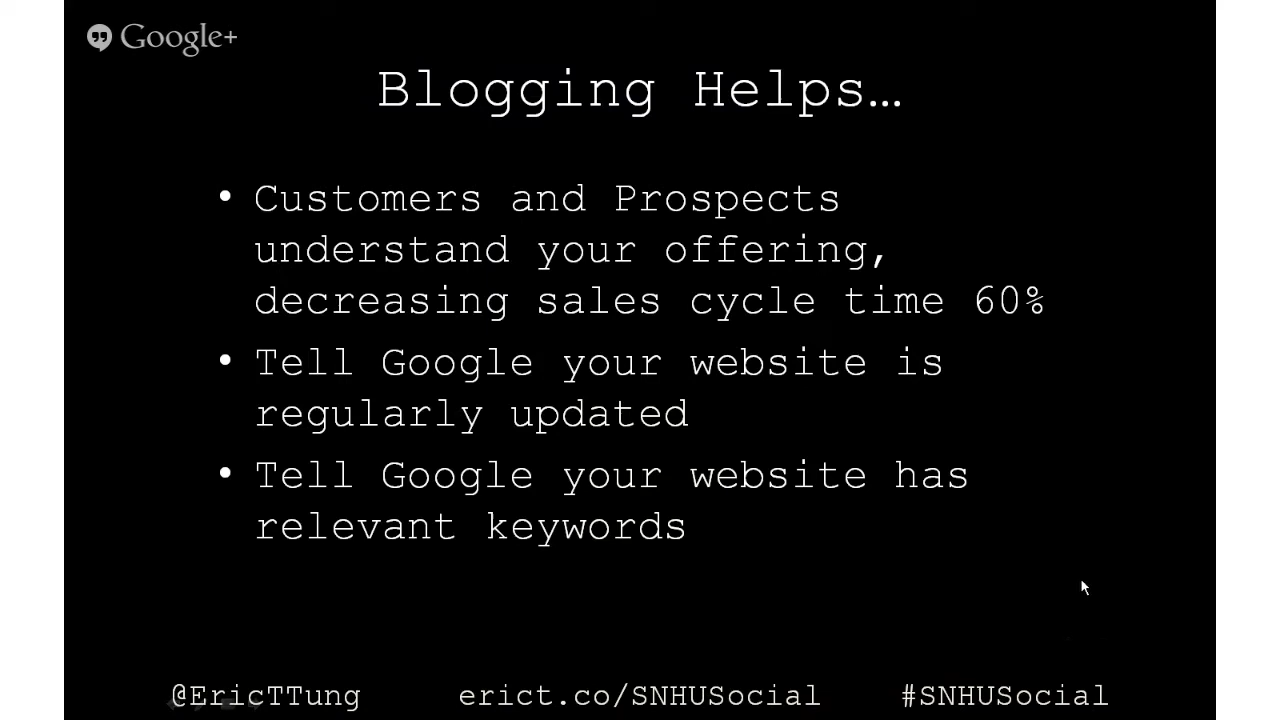 Google+
Blogging Helps…
• Customers and Prospects
understand your offering,
decreasing sales cycle time 60%
• Tell Google your website is
regularly updated
• Tell Google your website has
relevant keywords
@EricTTung erict.co/SNHUSocial #SNHUSocial